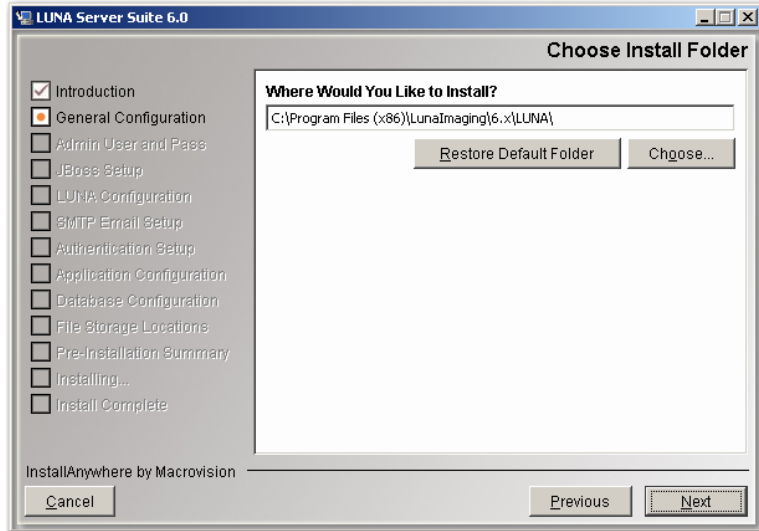 LUNA Server Suite 6.0
Choose Install Folder
Introduction
General Configuration
Admin User and Pass
JBoss Setup
LUNA Configuration
SMTP Email Setup
Authentication Setup
Application Configuration
Database Configuration
File Storage Locations
Pre-Installation Summary
Installing...
Install Complete
Where Would You Like to Install?
C:\Program Files (x86)\LunaImaging\6.x\LUNA\
Restore Default Folder
Choose...
InstallAnywhere by Macrovision
Cancel
Previous
Next